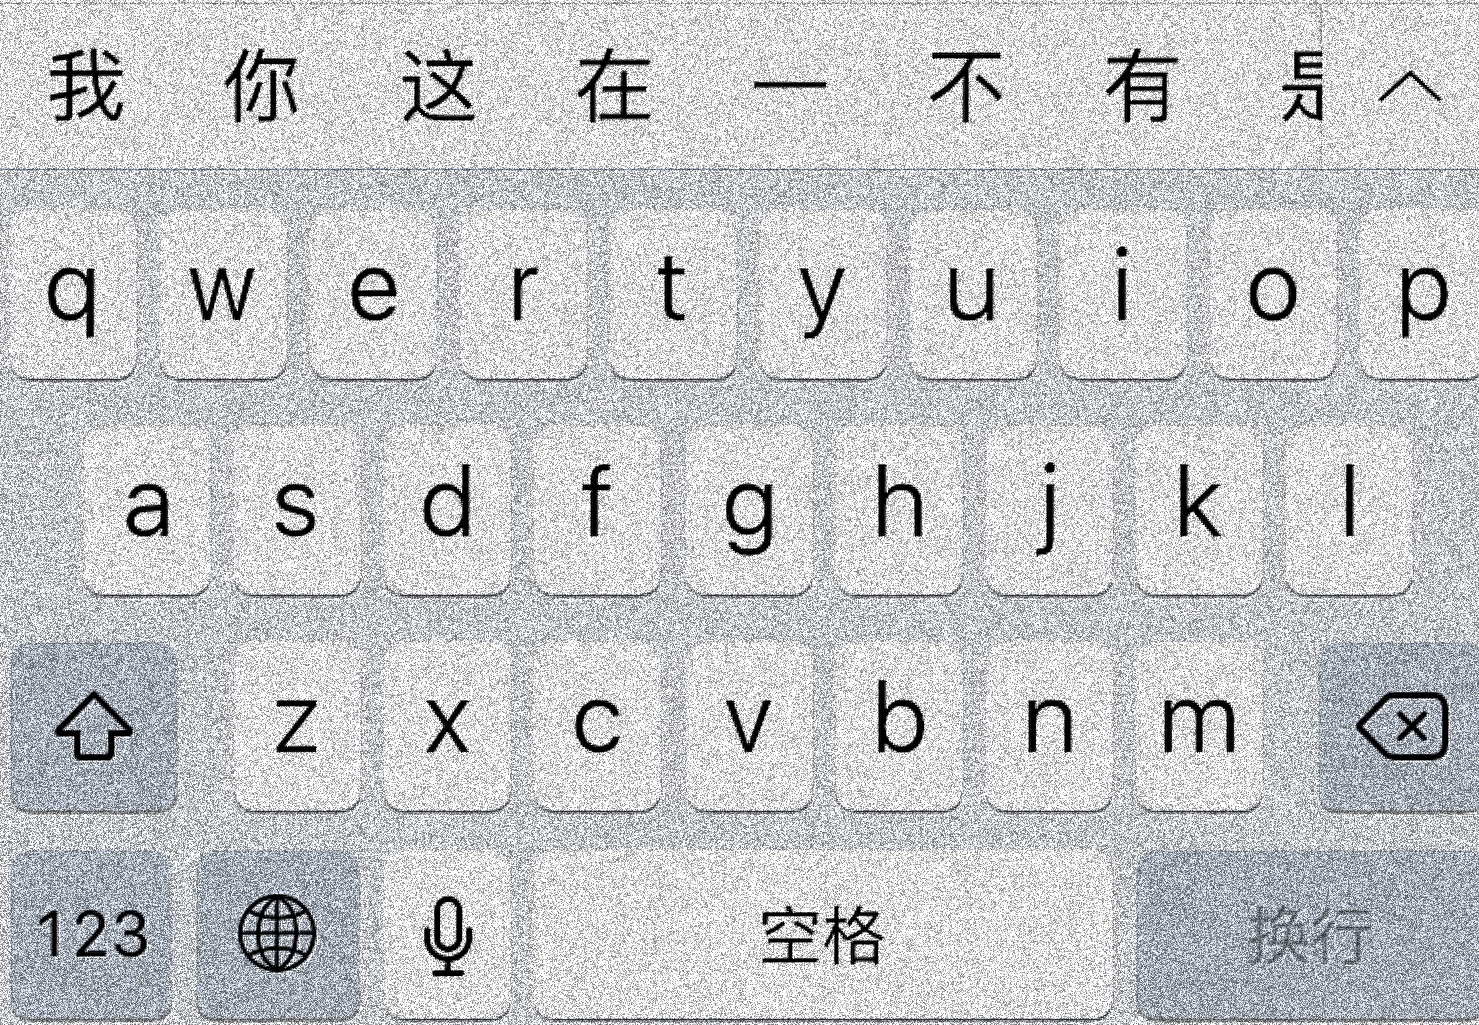 我 你 这 在 一 不 有
q w e r t y u i o p
a s d f g h j k l
z x c v b n m
123 空格 换行